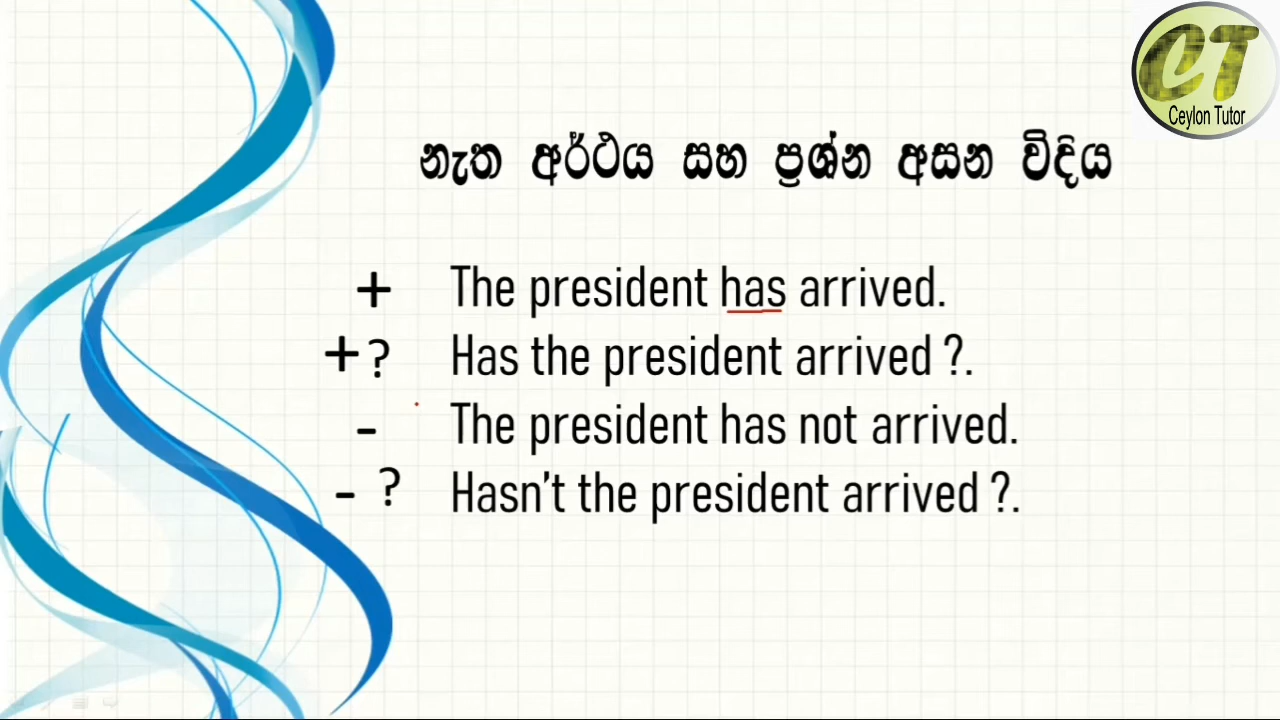 CT
Ceylon Tutor
නැත අර්ථය සහ ප්‍රශ්න අසන විදිය
+ The president has arrived.
+ ? Has the president arrived ?.
- The president has not arrived.
- ? Hasn’t the president arrived ?.